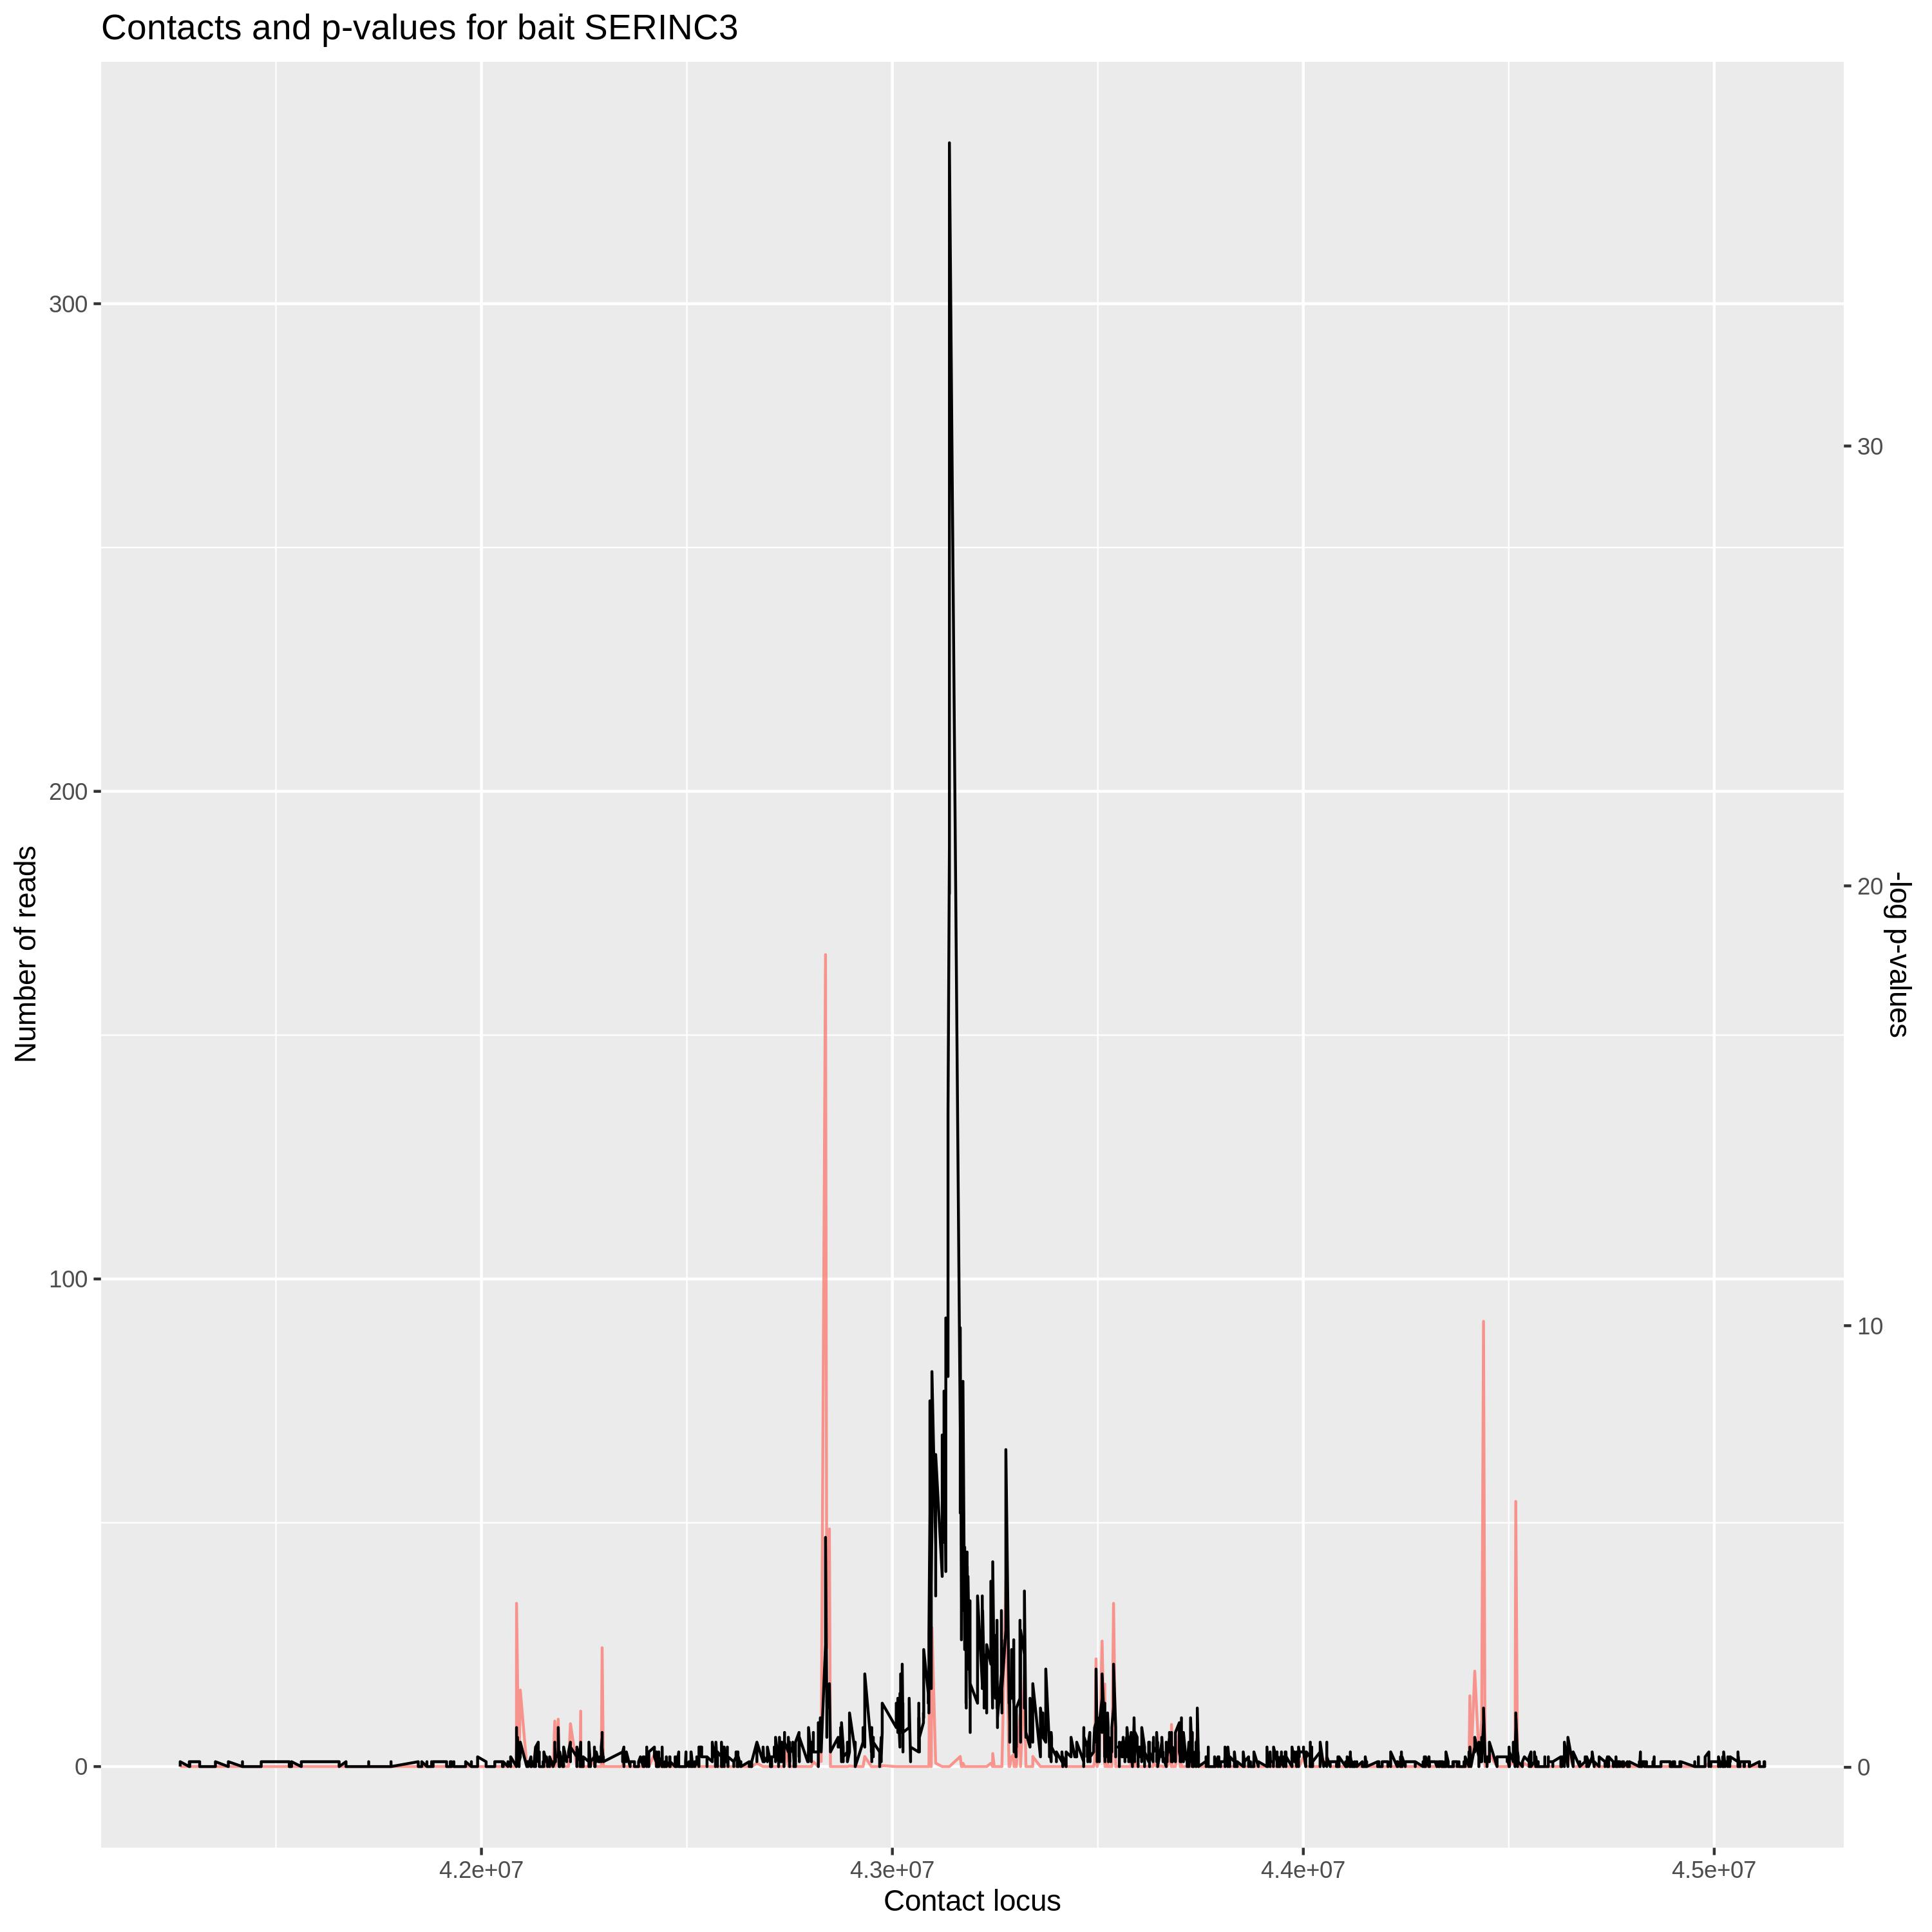 Contacts and p-values for bait SERINC3
300
200
100
0
Number of reads
30
20
10
0
-log p-values
4.2e+07
4.3e+07
4.4e+07
4.5e+07
Contact locus